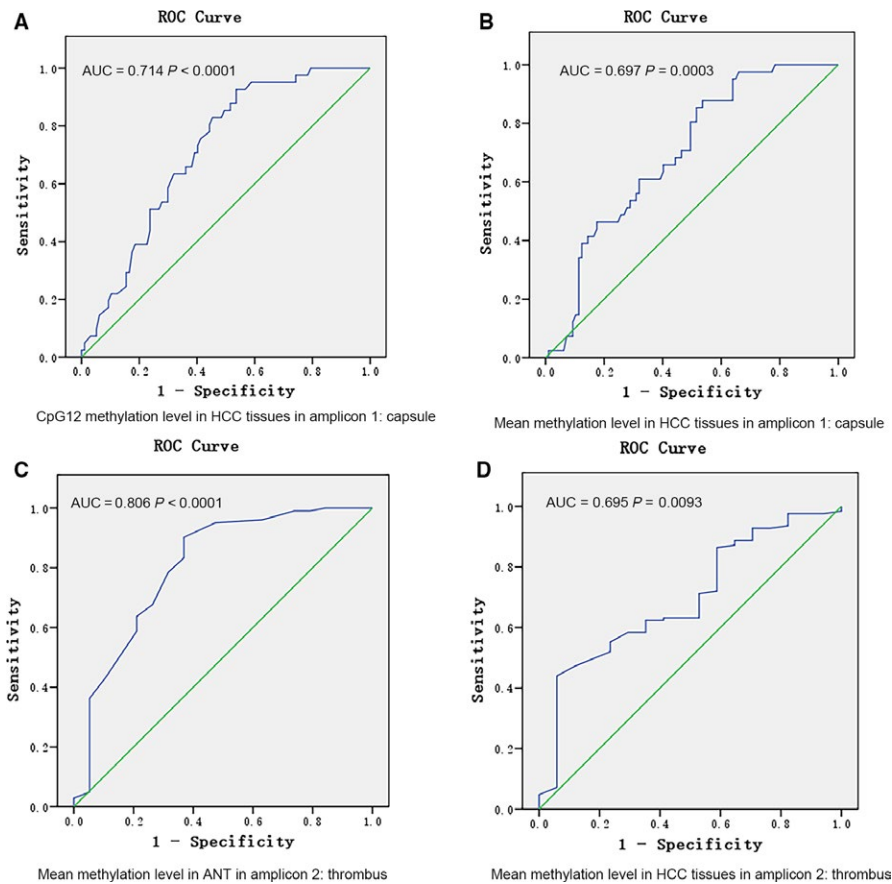 A
ROC Curve
AUC = 0.714 P < 0.0001
1.0
0.8
0.6
0.4
0.2
0.0
Sensitivity
0.0 0.2 0.4 0.6 0.8 1.0
1 - Specificity
CpG12 methylation level in HCC tissues in amplicon 1: capsule
B
ROC Curve
AUC = 0.697 P = 0.0003
1.0
0.8
0.6
0.4
0.2
0.0
Sensitivity
0.0 0.2 0.4 0.6 0.8 1.0
1 - Specificity
Mean methylation level in HCC tissues in amplicon 1: capsule
C
ROC Curve
AUC = 0.806 P < 0.0001
1.0
0.8
0.6
0.4
0.2
0.0
Sensitivity
0.0 0.2 0.4 0.6 0.8 1.0
1 - Specificity
Mean methylation level in ANT in amplicon 2: thrombus
D
ROC Curve
AUC = 0.695 P = 0.0093
1.0
0.8
0.6
0.4
0.2
0.0
Sensitivity
0.0 0.2 0.4 0.6 0.8 1.0
1 - Specificity
Mean methylation level in HCC tissues in amplicon 2: thrombus